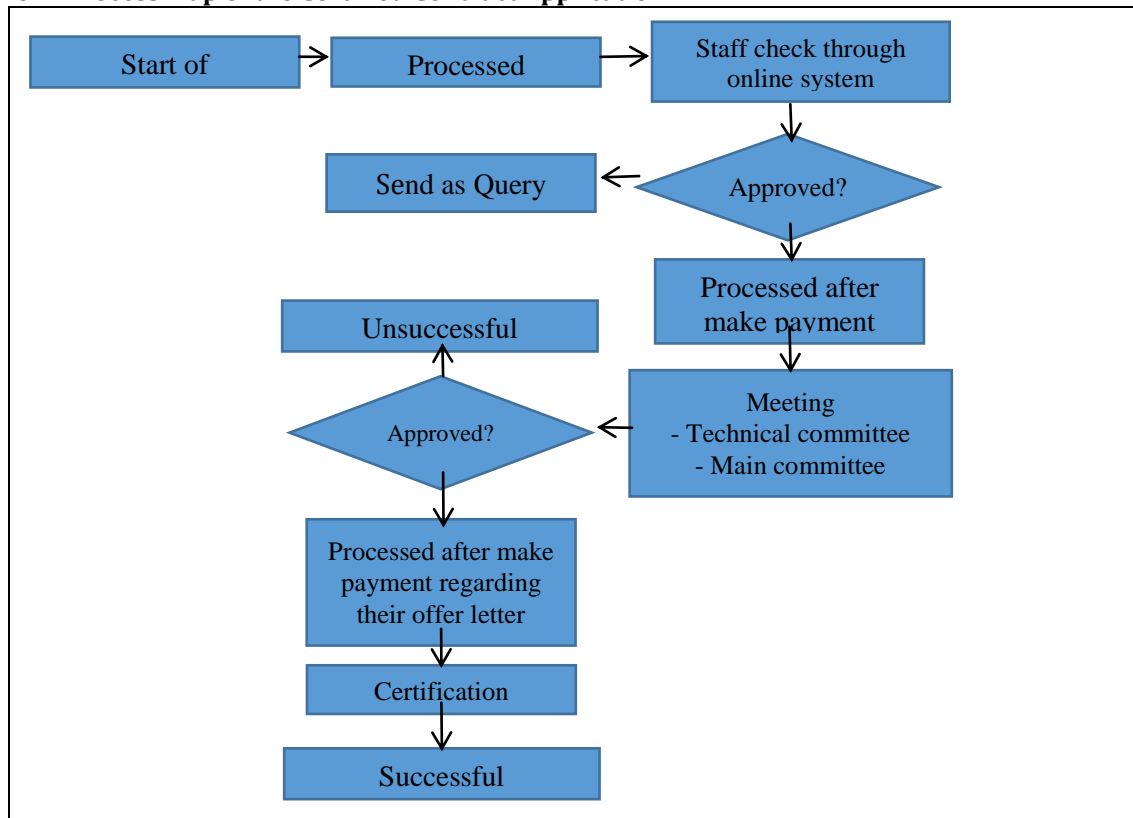 Start of
Processed
Staff check through
online system
Approved?
Send as Query
Processed after
make payment
Meeting
- Technical committee
- Main committee
Approved?
Unsuccessful
Processed after make
payment regarding
their offer letter
Certification
Successful